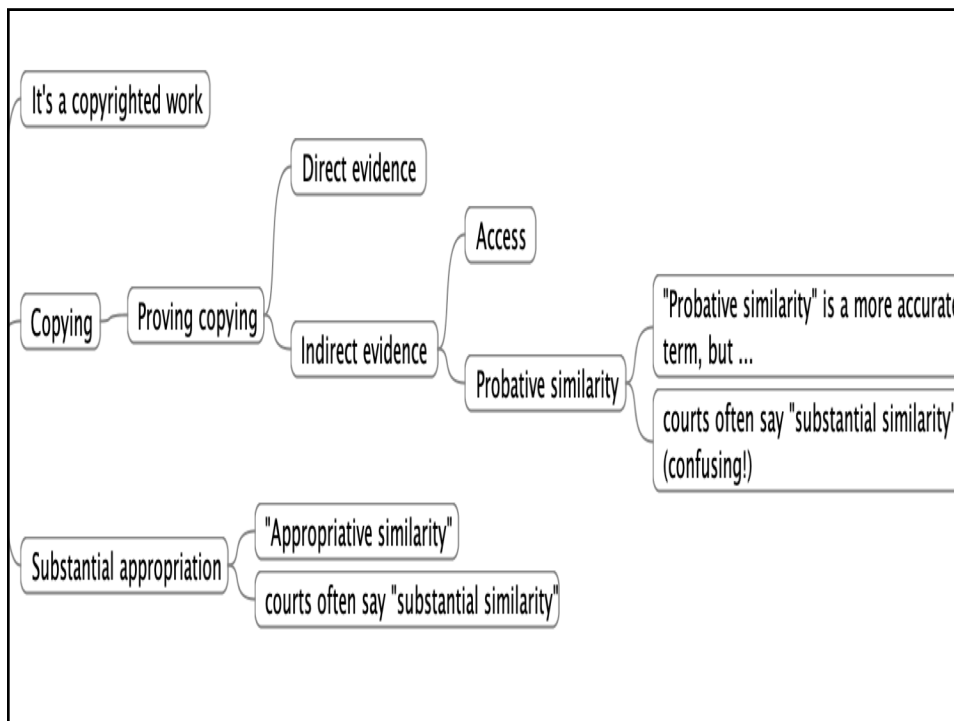 It's a copyrighted work
Direct evidence
Access
"Probative similarity" is a more accurate
term, but ...
Copying
Proving copying
Indirect evidence
Probative similarity
courts often say "substantial similarity"
(confusing!)
"Appropriative similarity"
Substantial appropriation
courts often say "substantial similarity"